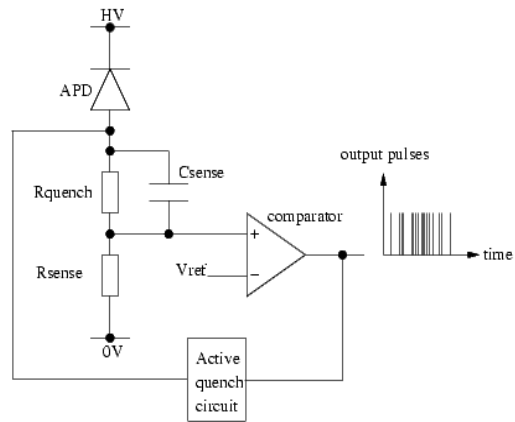 HV
APD
Rquench
Csense
Rsense
comparator
+
Vref
−
0V
Active
quench
circuit
output pulses
time